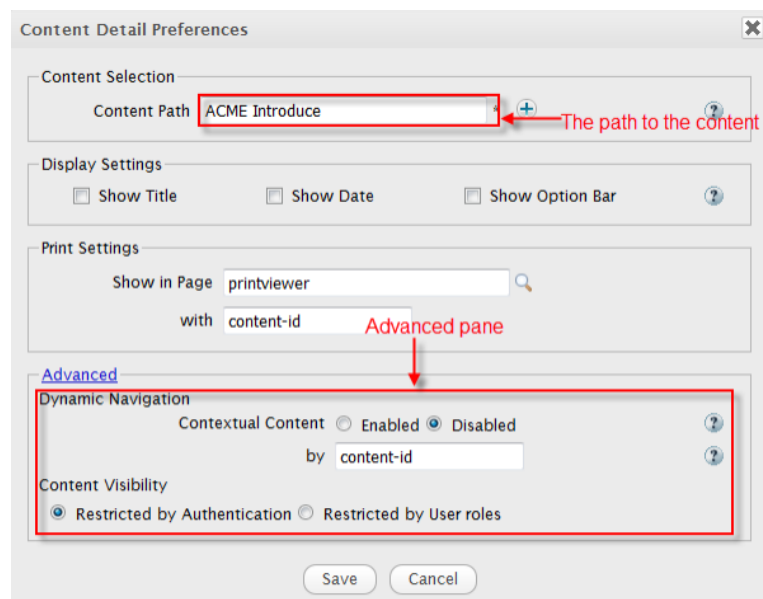 Content Detail Preferences
Content Selection
Content Path ACME Introduce *
The path to the content
Display Settings
Show Title Show Date Show Option Bar
Print Settings
Show in Page printviewer
with content-id
Advanced pane
Advanced
Dynamic Navigation
Contextual Content Enabled Disabled
by content-id
Content Visibility
Restricted by Authentication Restricted by User roles
Save Cancel